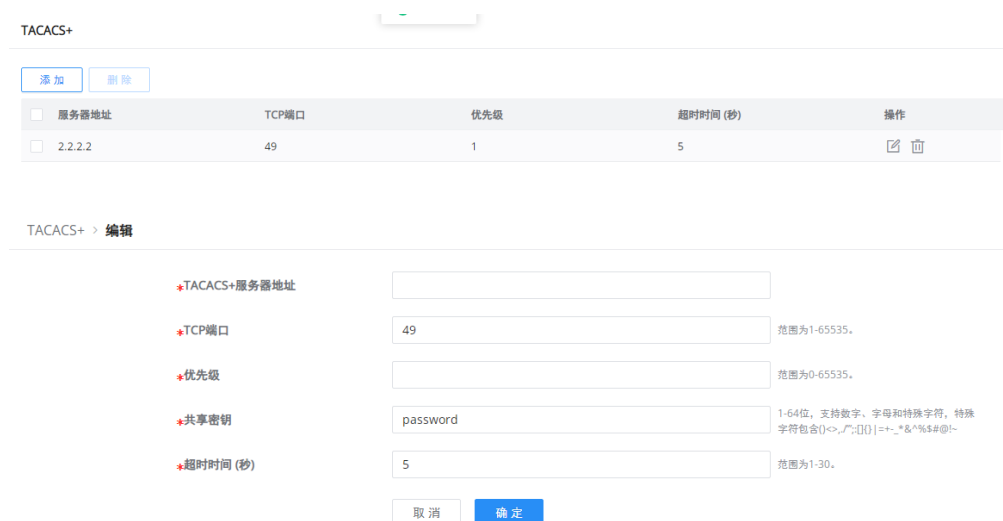 TACACS+
添加 删除
服务器地址 TCP端口 优先级 超时时间 (秒) 操作
2.2.2.2 49 1 5
TACACS+ > 编辑
*TACACS+服务器地址
*TCP端口 49 范围为1-65535。
*优先级 范围为0-65535。
*共享密钥 password 1-64位，支持数字、字母和特殊字符，特殊
字符包含()<>,./'";:[]{}|=+-_*&^%$#@!~
*超时时间 (秒) 5 范围为1-30。
取消 确定